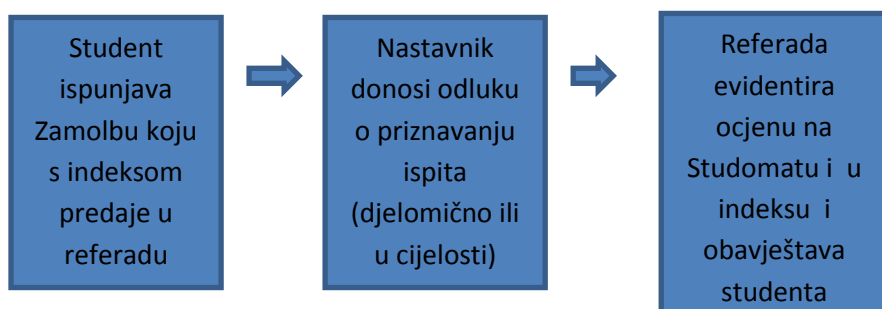 Student
ispunjava
Zamolbu koju
s indeksom
predaje u
referadu
Nastavnik
donosi odluku
o priznavanju
ispita
(djelomično ili
u cijelosti)
Referada
evidentira
ocjenu na
Studomatu i u
indeksu i
obavještava
studenta